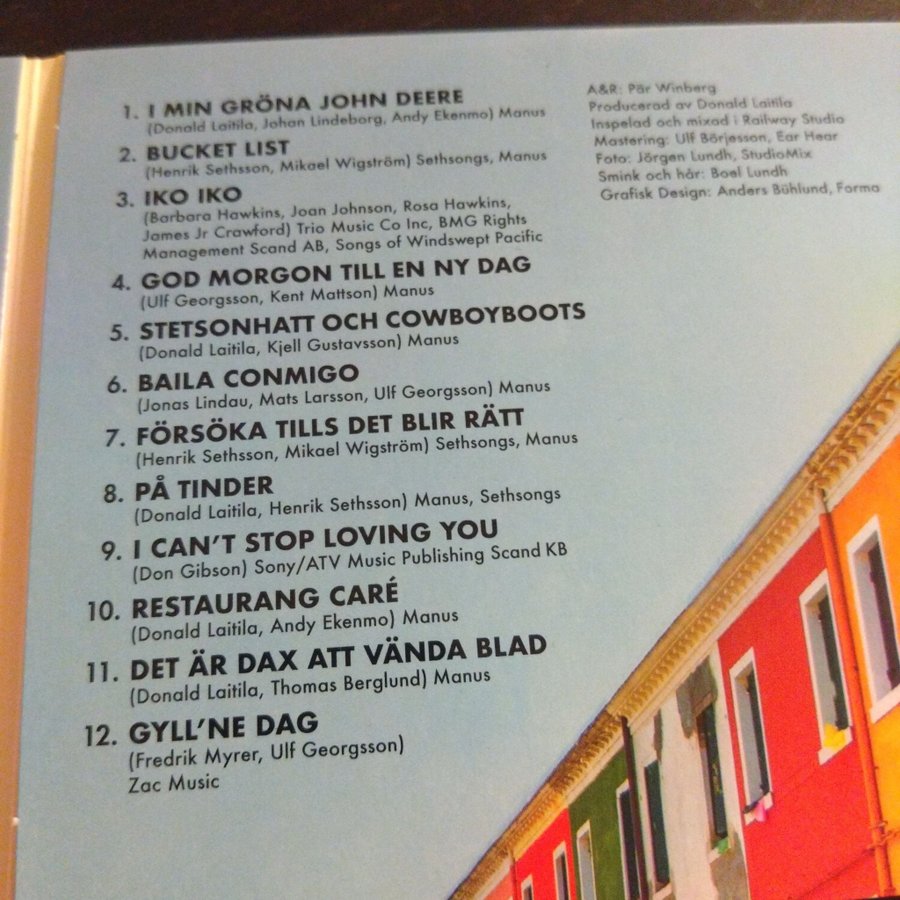 1. I MIN GRÖNA JOHN DEERE
(Donald Laitila, Johan Lindeborg, Andy Ekenmo) Manus
2. BUCKET LIST
(Henrik Sethsson, Mikael Wigström) Sethsongs, Manus
3. IKO IKO
(Barbara Hawkins, Joan Johnson, Rosa Hawkins,
James Jr Crawford) Trio Music Co Inc, BMG Rights
Management Scand AB, Songs of Windswept Pacific
4. GOD MORGON TILL EN NY DAG
(Ulf Georgsson, Kent Mattson) Manus
5. STETSONHATT OCH COWBOYBOOTS
(Donald Laitila, Kjell Gustavsson) Manus
6. BAILA CONMIGO
(Jonas Lindau, Mats Larsson, Ulf Georgsson) Manus
7. FÖRSÖKA TILLS DET BLIR RÄTT
(Henrik Sethsson, Mikael Wigström) Sethsongs, Manus
8. PÅ TINDER
(Donald Laitila, Henrik Sethsson) Manus, Sethsongs
9. I CAN'T STOP LOVING YOU
(Don Gibson) Sony/ATV Music Publishing Scand KB
10. RESTAURANG CARÉ
(Donald Laitila, Andy Ekenmo) Manus
11. DET ÄR DAX ATT VÄNDA BLAD
(Donald Laitila, Thomas Berglund) Manus
12. GYLL'NE DAG
(Fredrik Myrer, Ulf Georgsson)
Zac Music
A&R: Pär Winberg
Producerad av Donald Laitila
Inspelad och mixad i Railway Studio
Mastering: Ulf Börjesson, Ear Hear
Foto: Jörgen Lundh, StudioMix
Smink och hår: Boel Lundh
Grafisk Design: Anders Bühlund, Forma